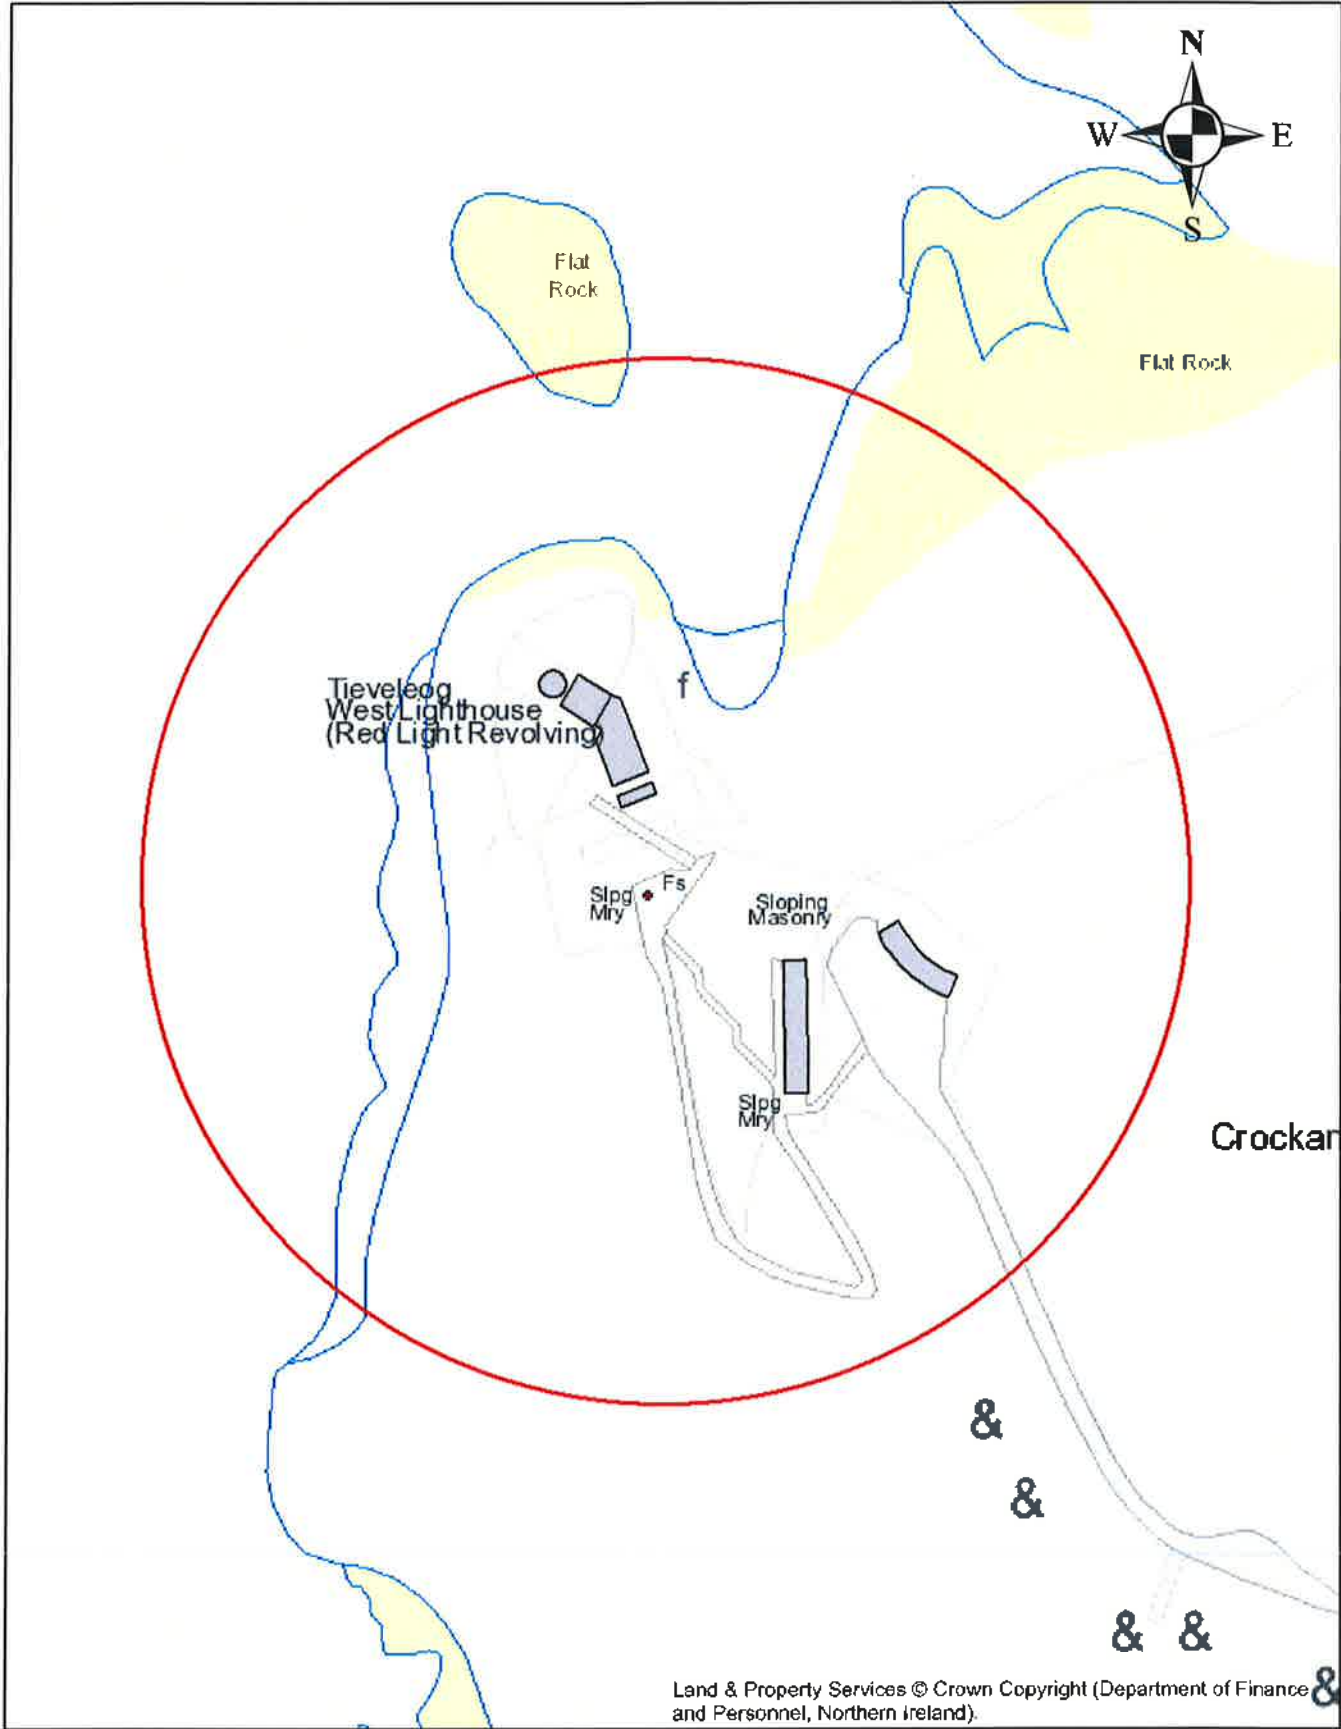 N
W E
S
Flat
Rock
Flat Rock
Tieveleog
West Lighthouse
(Red Light Revolving)
f
Fs
Slpg
Mry
Sloping
Masonry
Slpg
Mry
Crockan
&
&
& &
&
Land & Property Services © Crown Copyright (Department of Finance
and Personnel, Northern Ireland).